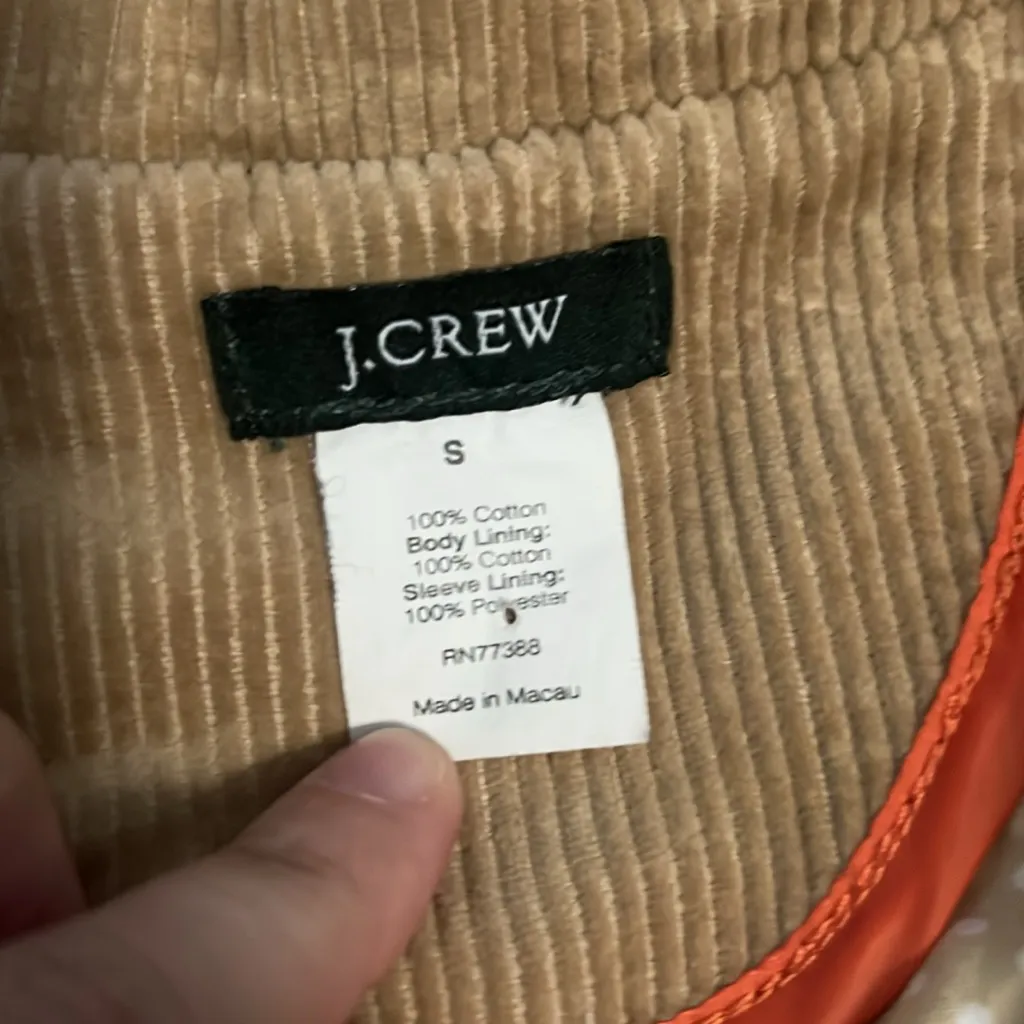 J.CREW
S
100% Cotton
Body Lining:
100% Cotton
Sleeve Lining:
100% Polyester
RN77388
Made in Macau